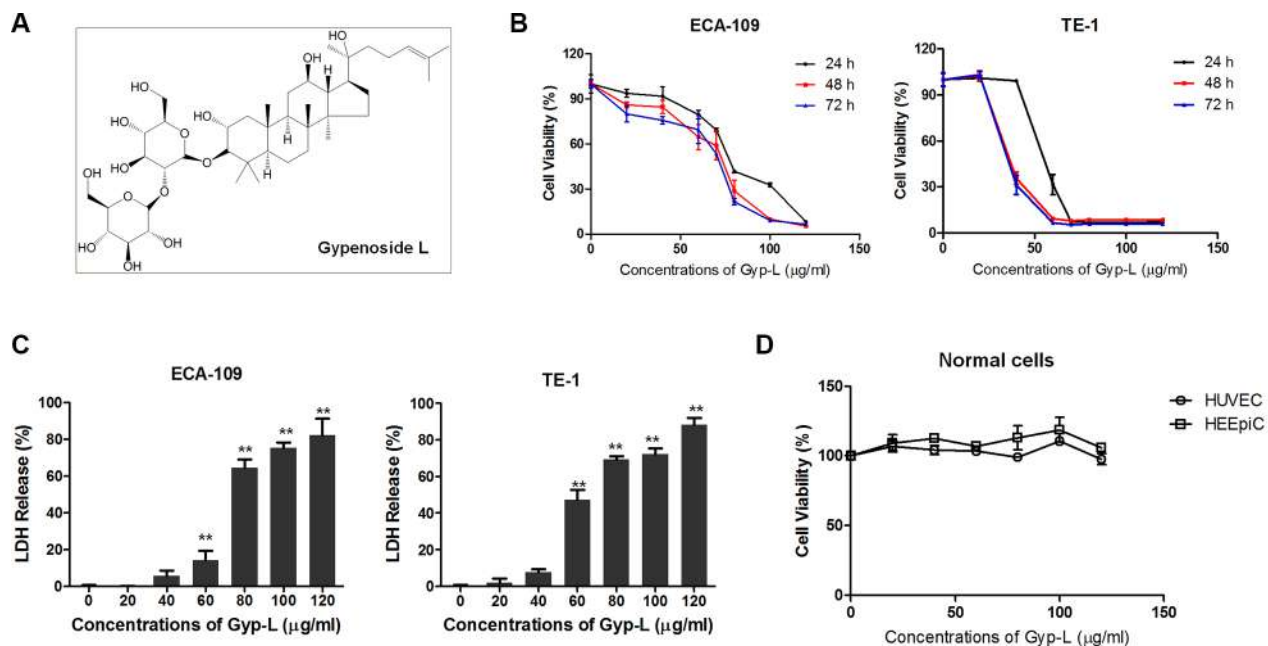 A
OH
OH
HO
H
OH
HO
HO
O
H
H
HO
O
O
H
OH
HO
O
HO
O
HO
OH
OH
Gypenoside L
B
ECA-109
Cell Viability (%)
120
90
60
30
0
0
50
100
150
Concentrations of Gyp-L (μg/ml)
24 h
48 h
72 h
TE-1
Cell Viability (%)
120
90
60
30
0
0
50
100
150
Concentrations of Gyp-L (μg/ml)
24 h
48 h
72 h
C
ECA-109
LDH Release (%)
100
80
60
40
20
0
** ** ** **
0 20 40 60 80 100 120
Concentrations of Gyp-L (μg/ml)
TE-1
LDH Release (%)
100
80
60
40
20
0
** ** ** **
0 20 40 60 80 100 120
Concentrations of Gyp-L (μg/ml)
D
Normal cells
Cell Viability (%)
150
100
50
0
0 50 100 150
Concentrations of Gyp-L (μg/ml)
HUVEC
HEEpiC